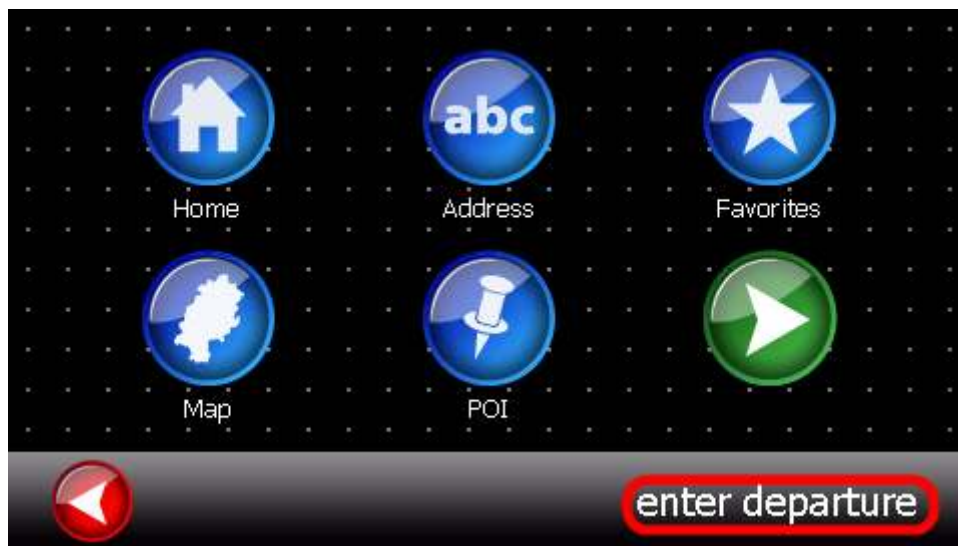 abc
Home
Address
Favorites
Map
POI
enter departure